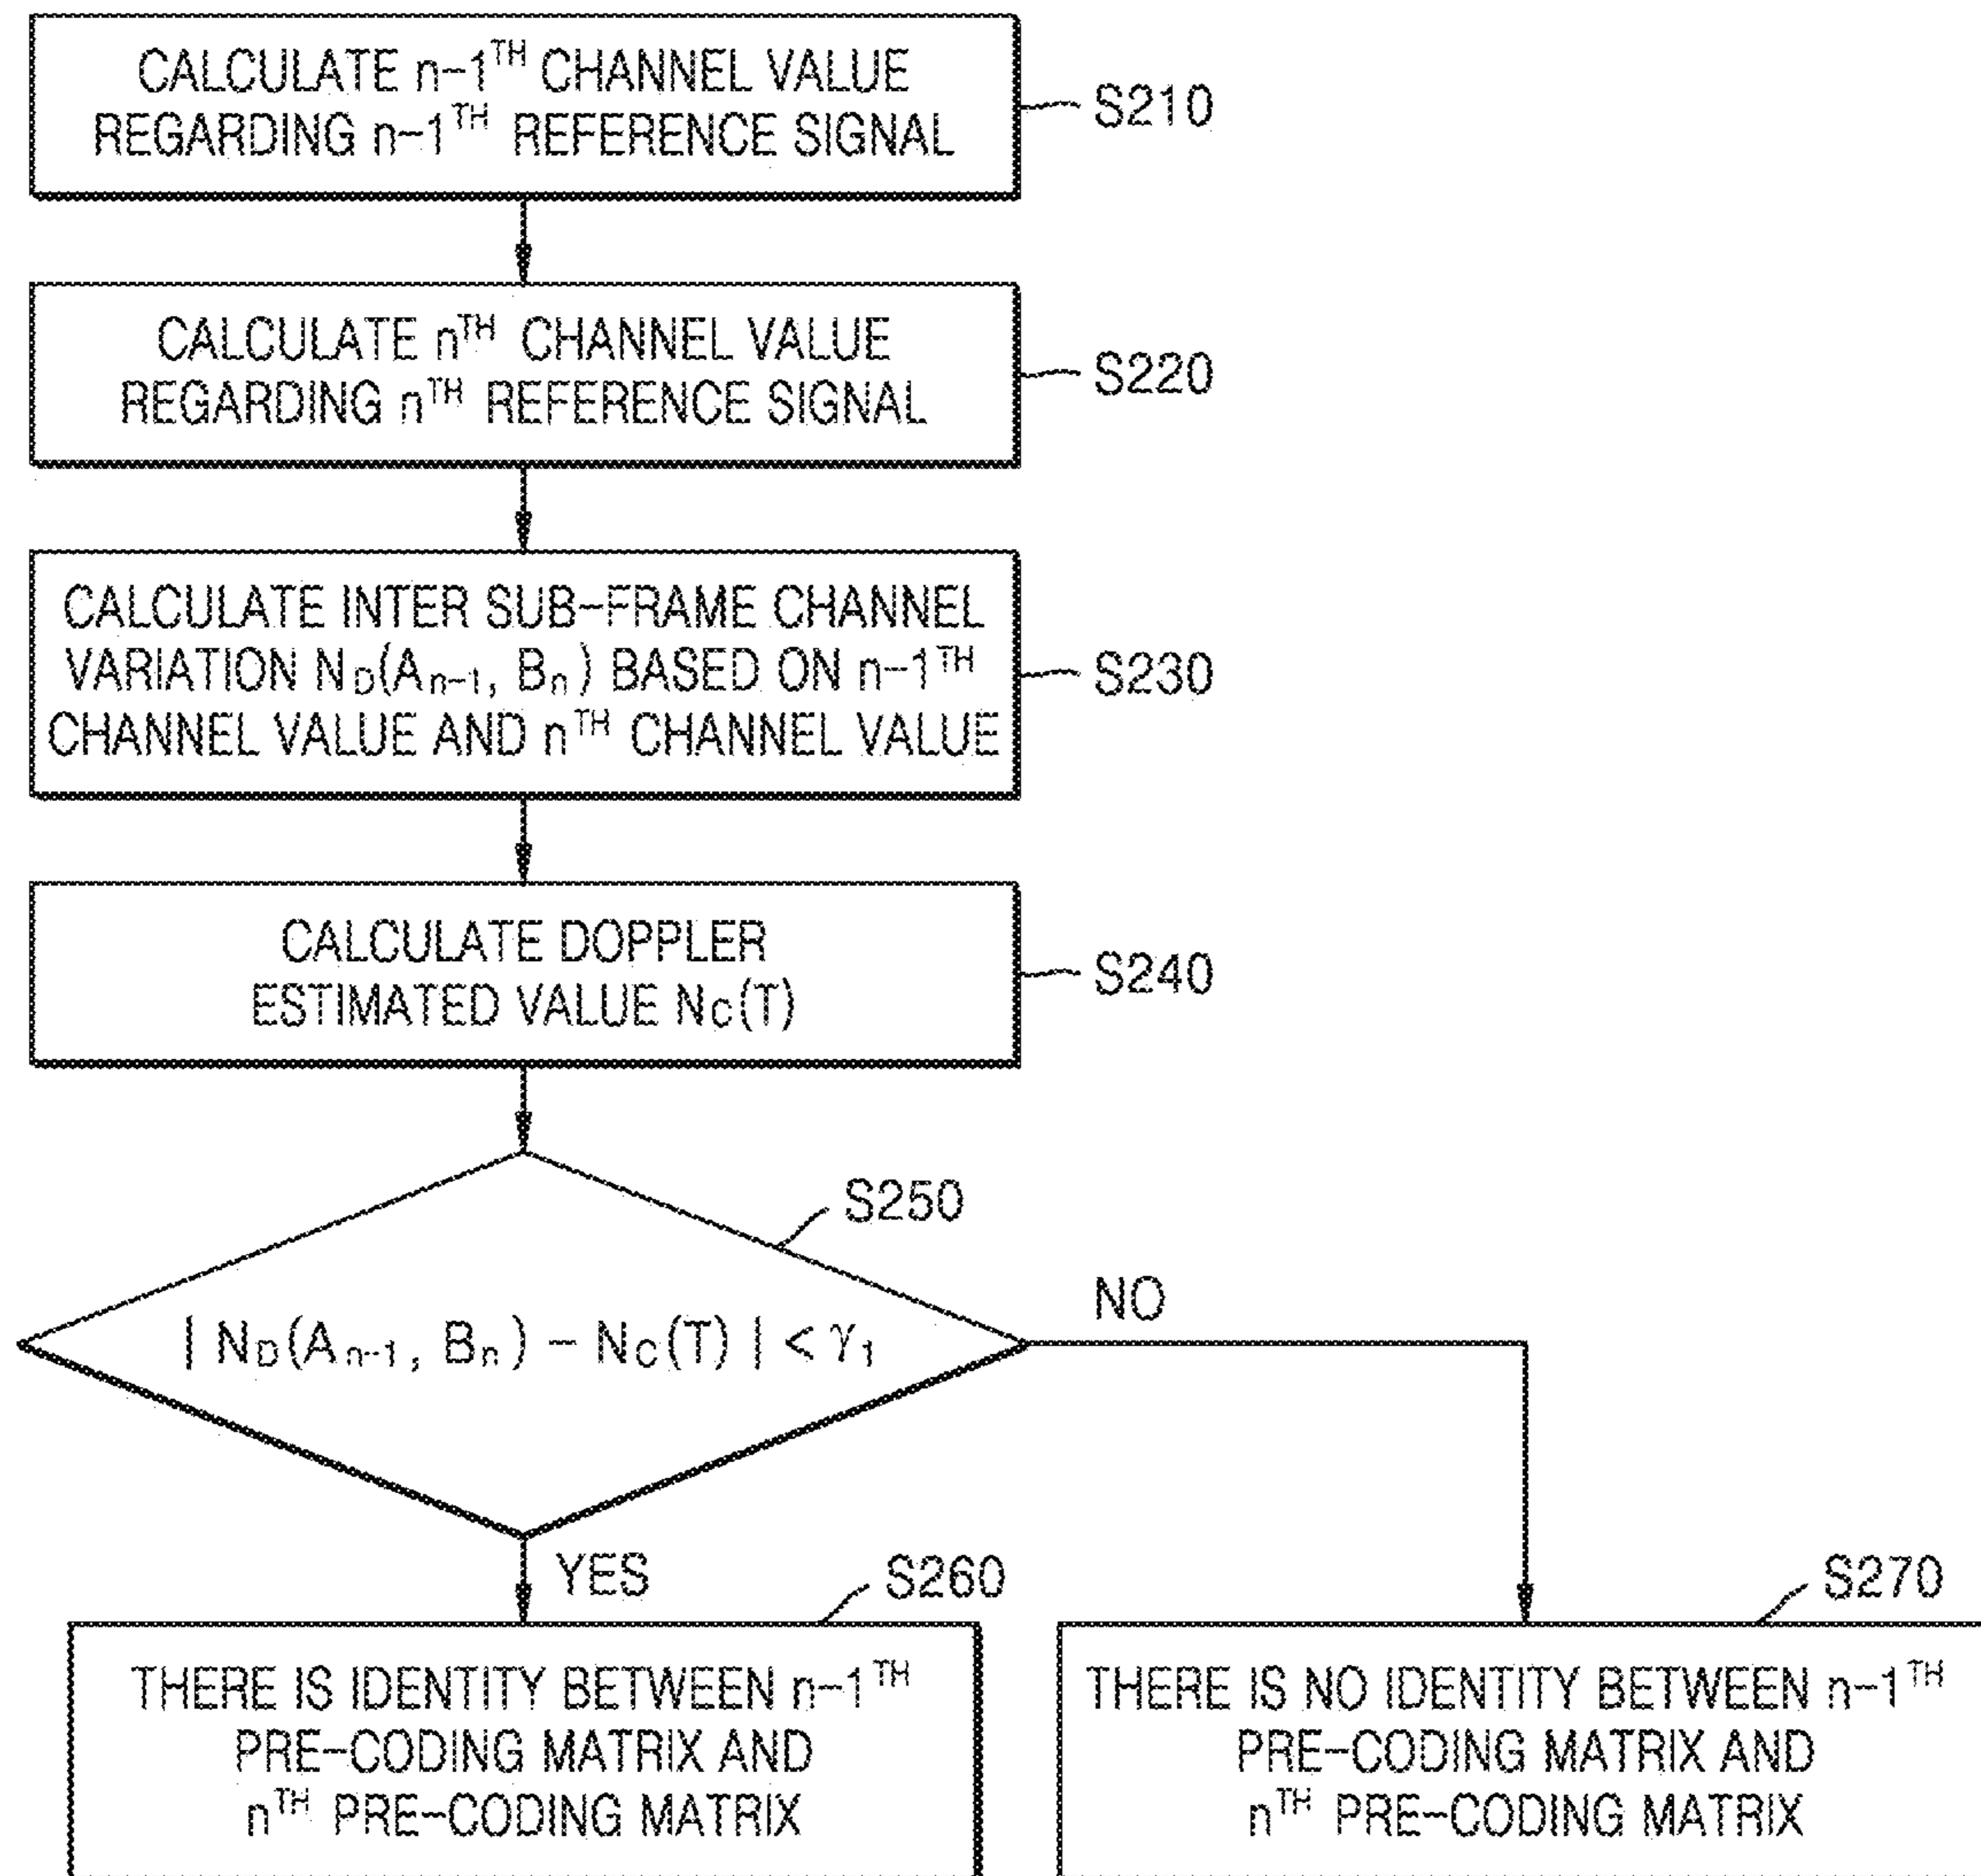 CALCULATE n-1TH CHANNEL VALUE
REGARDING n-1TH REFERENCE SIGNAL
S210
CALCULATE nTH CHANNEL VALUE
REGARDING nTH REFERENCE SIGNAL
S220
CALCULATE INTER SUB-FRAME CHANNEL
VARIATION ND(An-1, Bn) BASED ON n-1TH
CHANNEL VALUE AND nTH CHANNEL VALUE
S230
CALCULATE DOPPLER
ESTIMATED VALUE NC(T)
S240
S250
| ND(An-1, Bn) - NC(T) | < γ1
NO
YES
S260
THERE IS IDENTITY BETWEEN n-1TH
PRE-CODING MATRIX AND
nTH PRE-CODING MATRIX
S270
THERE IS NO IDENTITY BETWEEN n-1TH
PRE-CODING MATRIX AND
nTH PRE-CODING MATRIX